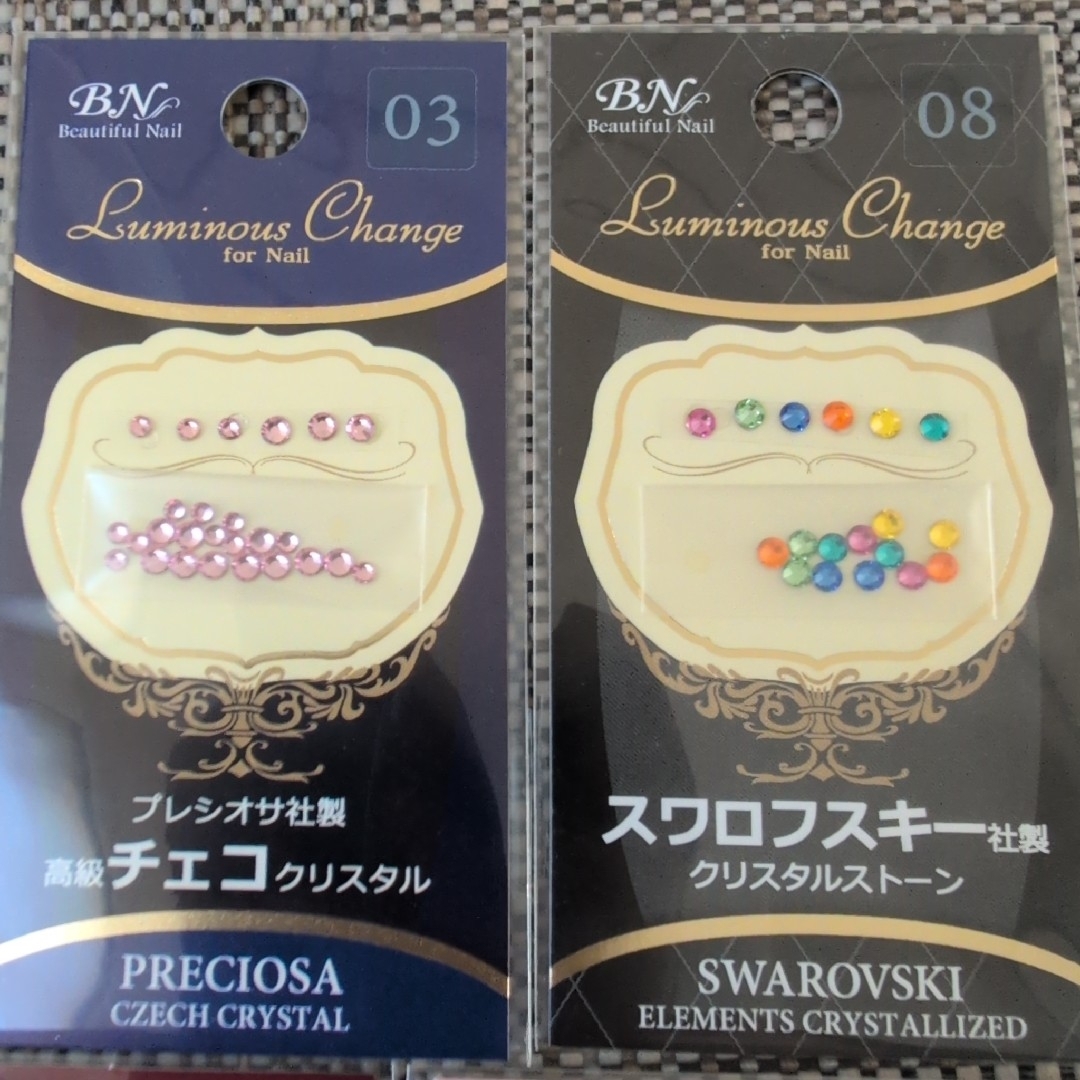 BN
Beautiful Nail
03
Luminous Change
for Nail
プレシオサ社製
高級チェコクリスタル
PRECIOSA
CZECH CRYSTAL
BN
Beautiful Nail
08
Luminous Change
for Nail
スワロフスキー社製
クリスタルストーン
SWAROVSKI
ELEMENTS CRYSTALLIZED